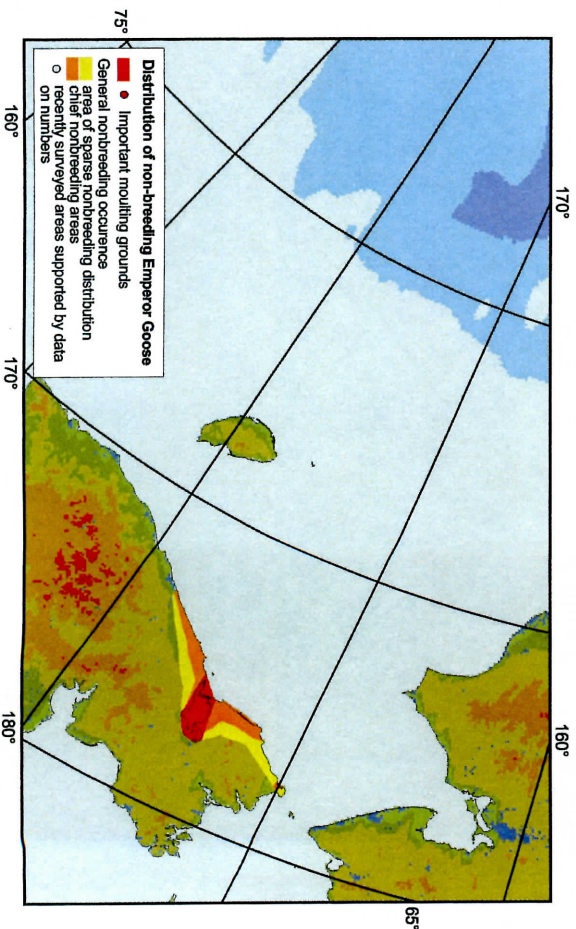 170°
160°
65°
Distribution of non-breeding Emperor Goose
Important moulting grounds
General nonbreeding occurence
area of sparse nonbreeding distribution
chief nonbreeding areas
recently surveyed areas supported by data
on numbers
75°
160°
170°
180°